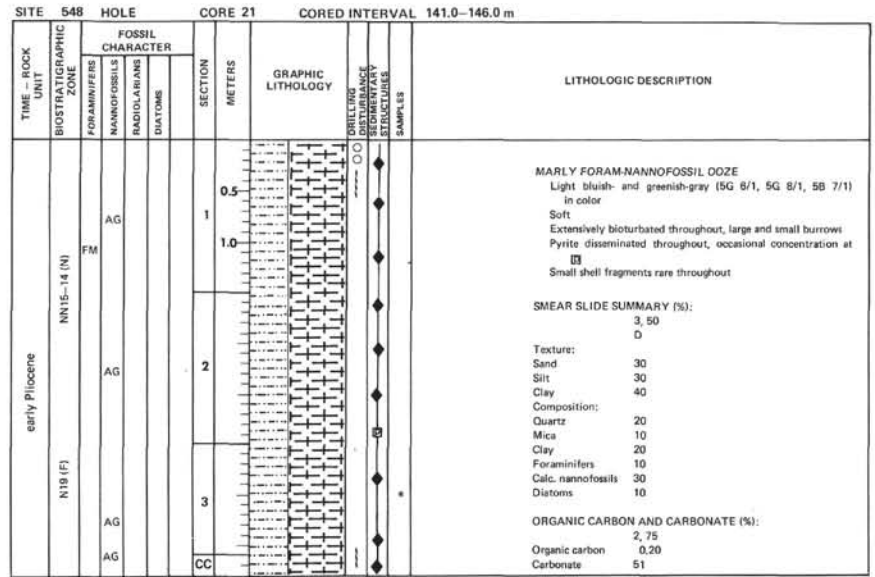 SITE 548 HOLE CORE 21 CORED INTERVAL 141.0–146.0 m
TIME – ROCK UNIT
BIOSTRATIGRAPHIC ZONE
FOSSIL CHARACTER
FORAMINIFERS
NANNOFOSSILS
RADIOLARIANS
DIATOMS
SECTION
METERS
GRAPHIC LITHOLOGY
DRILLING DISTURBANCE
SEDIMENTARY STRUCTURES
SAMPLES
LITHOLOGIC DESCRIPTION
early Pliocene
NN15–14 (N)
N19 (F)
FM
AG
AG
AG
AG
1
0.5
1.0
2
3
CC
*
MARLY FORAM-NANNOFOSSIL OOZE
Light bluish- and greenish-gray (5G 6/1, 5G 8/1, 5B 7/1)
in color
Soft
Extensively bioturbated throughout, large and small burrows
Pyrite disseminated throughout, occasional concentration at
Small shell fragments rare throughout
SMEAR SLIDE SUMMARY (%):
3, 50
D
Texture:
Sand 30
Silt 30
Clay 40
Composition:
Quartz 20
Mica 10
Clay 20
Foraminifers 10
Calc. nannofossils 30
Diatoms 10
ORGANIC CARBON AND CARBONATE (%):
2, 75
Organic carbon 0.20
Carbonate 51